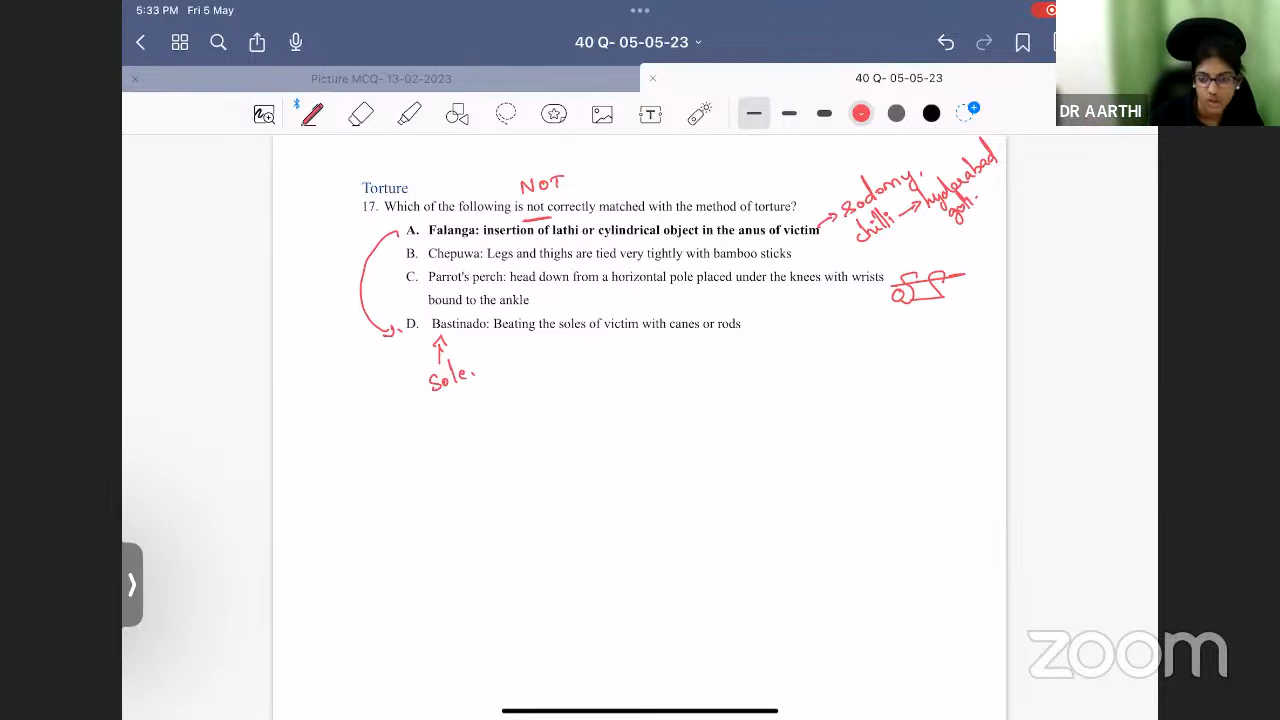 5:33 PM Fri 5 May
40 Q- 05-05-23
Picture MCQ- 13-02-2023
40 Q- 05-05-23
DR AARTHI
Torture
NOT
17. Which of the following is not correctly matched with the method of torture?
A. Falanga: insertion of lathi or cylindrical object in the anus of victim
sodomy.
chilli → hyderabad
goli.
B. Chepuwa: Legs and thighs are tied very tightly with bamboo sticks
C. Parrot's perch: head down from a horizontal pole placed under the knees with wrists
bound to the ankle
D. Bastinado: Beating the soles of victim with canes or rods
Sole.
zoom